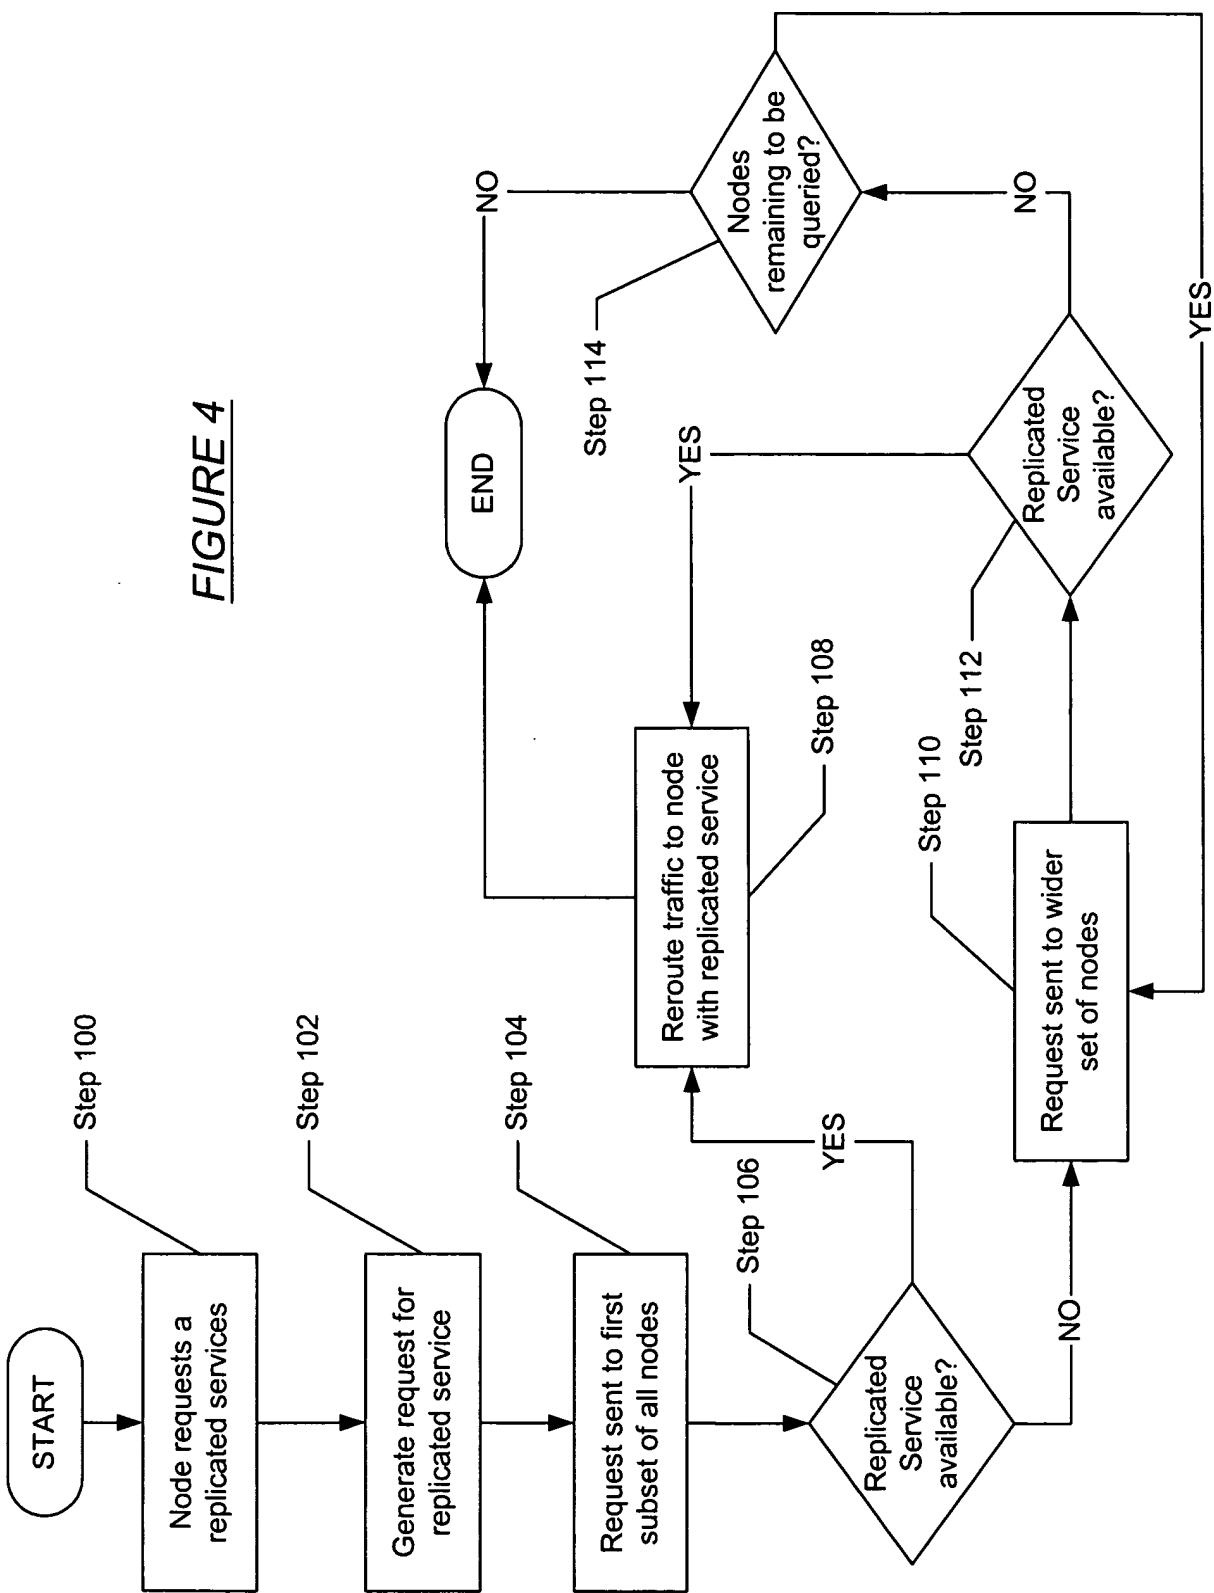 FIGURE 4
START
Node requests a
replicated services
Step 100
Generate request for
replicated service
Step 102
Request sent to first
subset of all nodes
Step 104
Replicated
Service
available?
Step 106
YES
NO
Reroute traffic to node
with replicated service
Step 108
Request sent to wider
set of nodes
Step 110
Replicated
Service
available?
Step 112
YES
NO
Nodes
remaining to be
queried?
Step 114
NO
YES
END